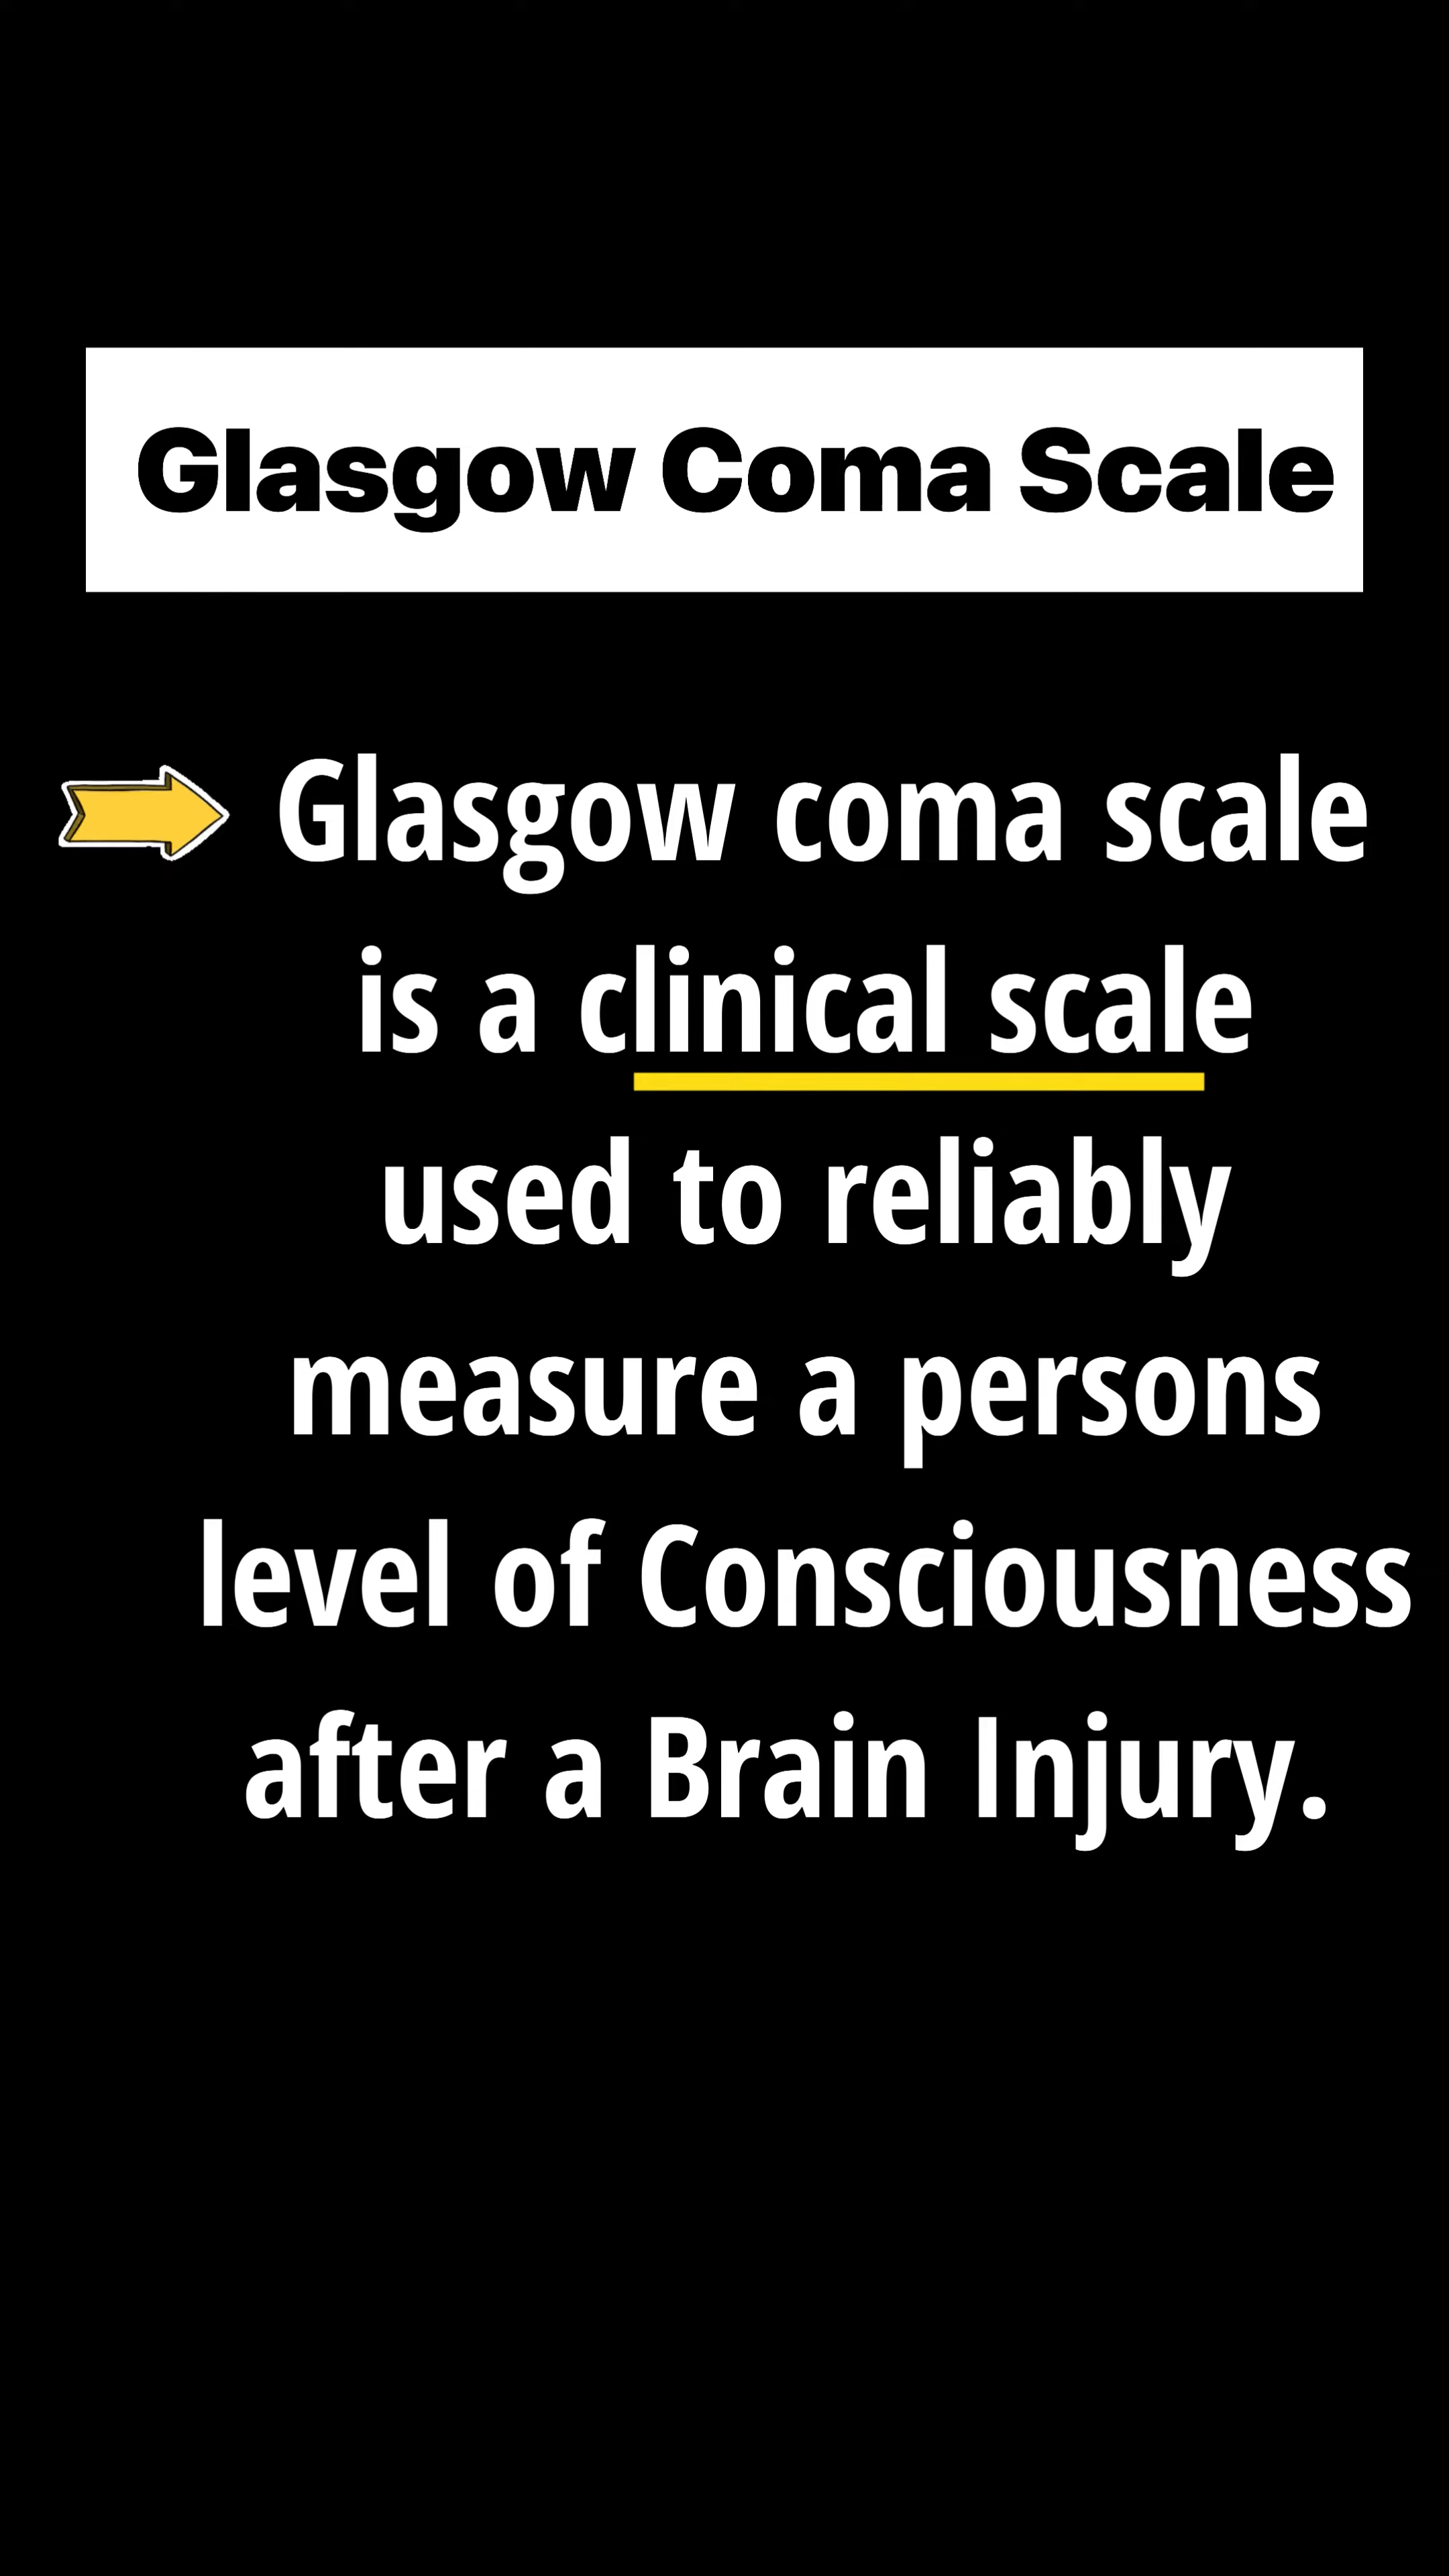 Glasgow Coma Scale
Glasgow coma scale
is a clinical scale
used to reliably
measure a persons
level of Consciousness
after a Brain Injury.